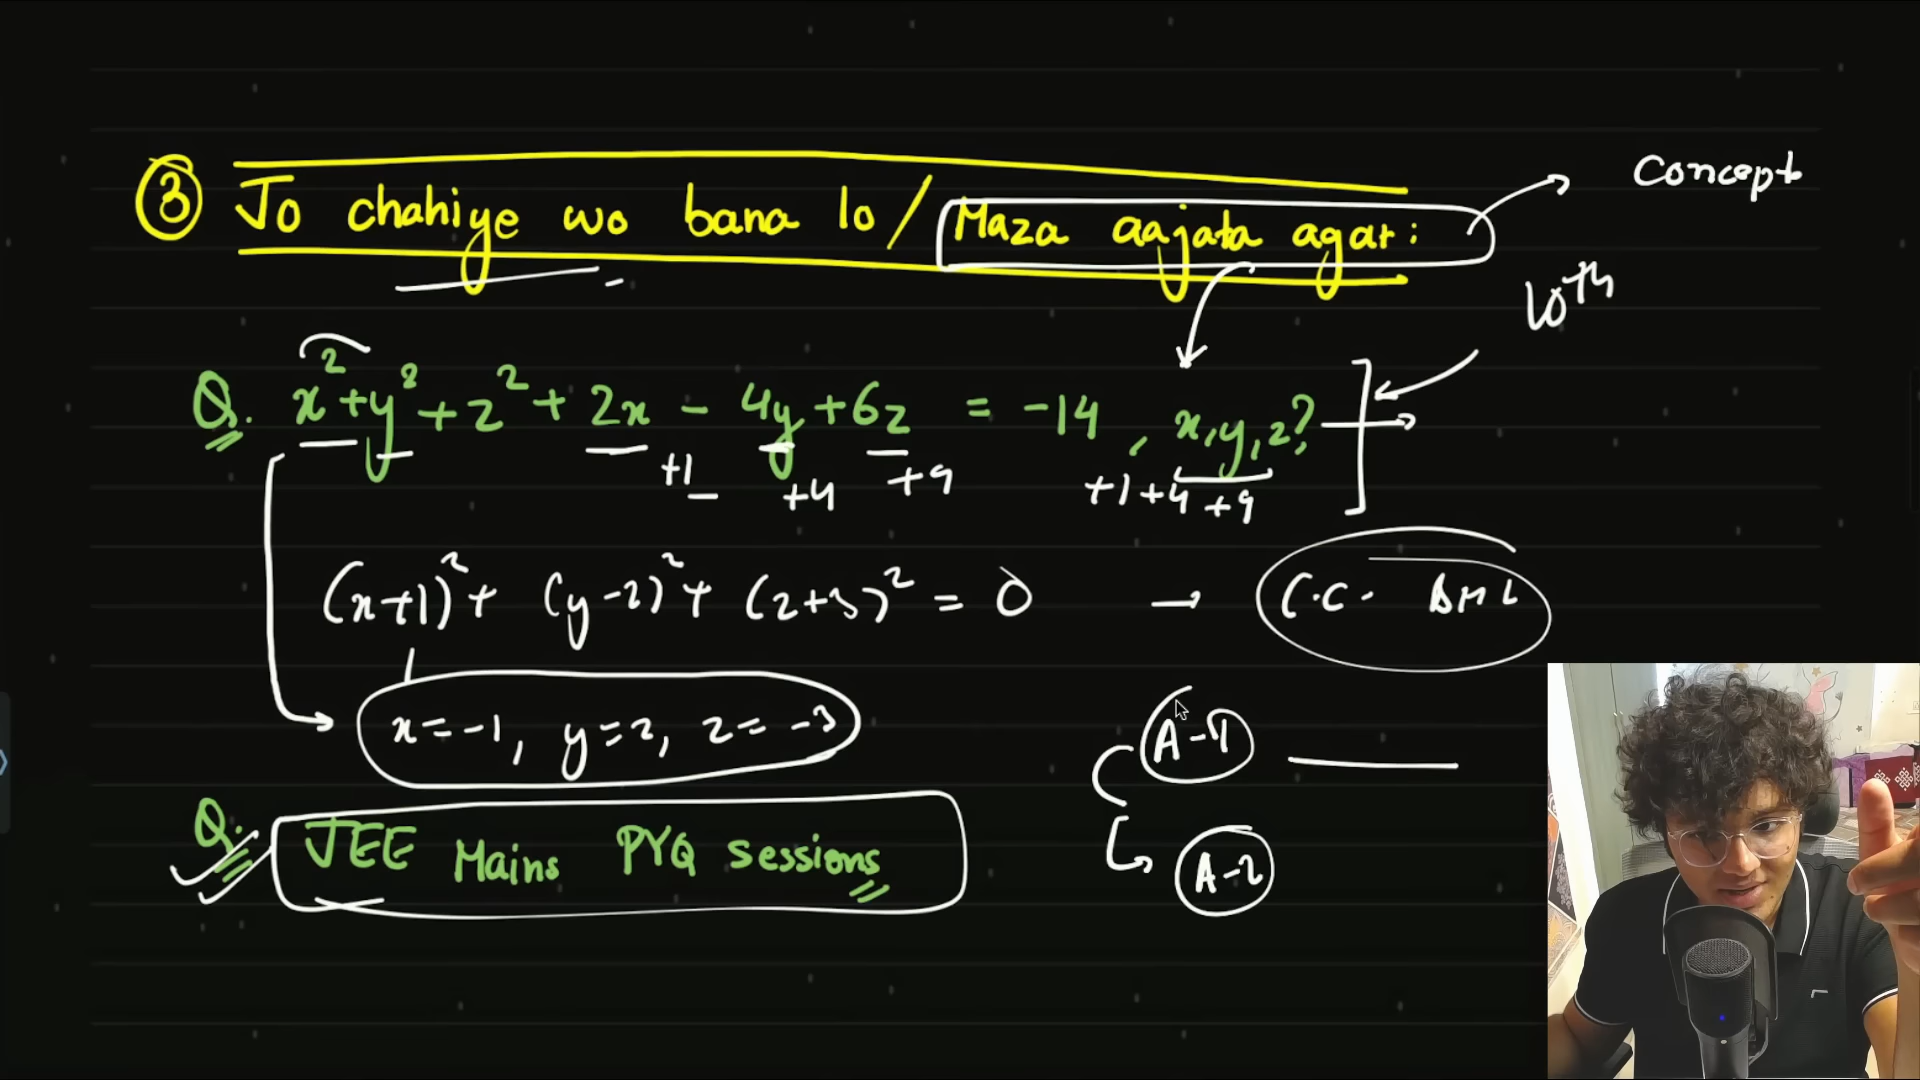 ③ Jo chahiye wo bana lo / Maza aajata agar :
Concept
10th
Q. x² + y² + z² + 2x - 4y + 6z = -14 , x,y,z?
+1 +4 +9 +1 +4 +9
(x+1)² + (y-2)² + (z+3)² = 0 →
x = -1, y = 2, z = -3
A-1
Q. JEE Mains PYQ sessions
A-2